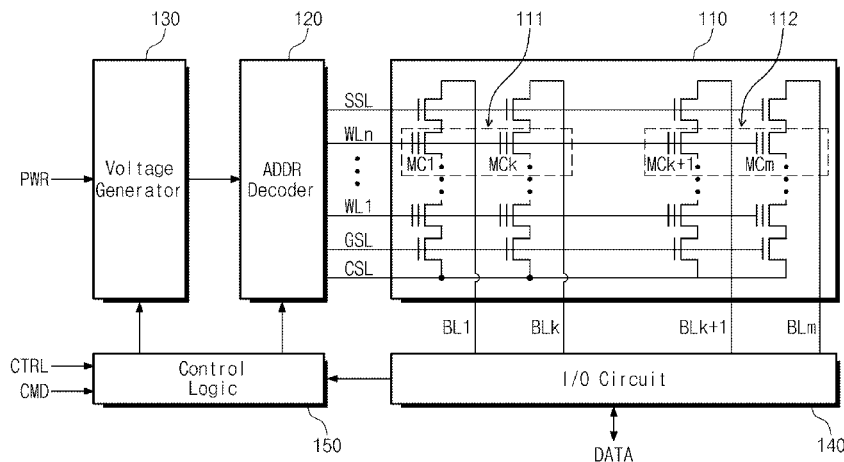 130
120
111
110
112
SSL
WLn
MC1
MCk
MCk+1
MCm
Voltage
Generator
ADDR
Decoder
PWR
WL1
GSL
CSL
BL1
BLk
BLk+1
BLm
CTRL
CMD
Control
Logic
I/O Circuit
150
DATA
140